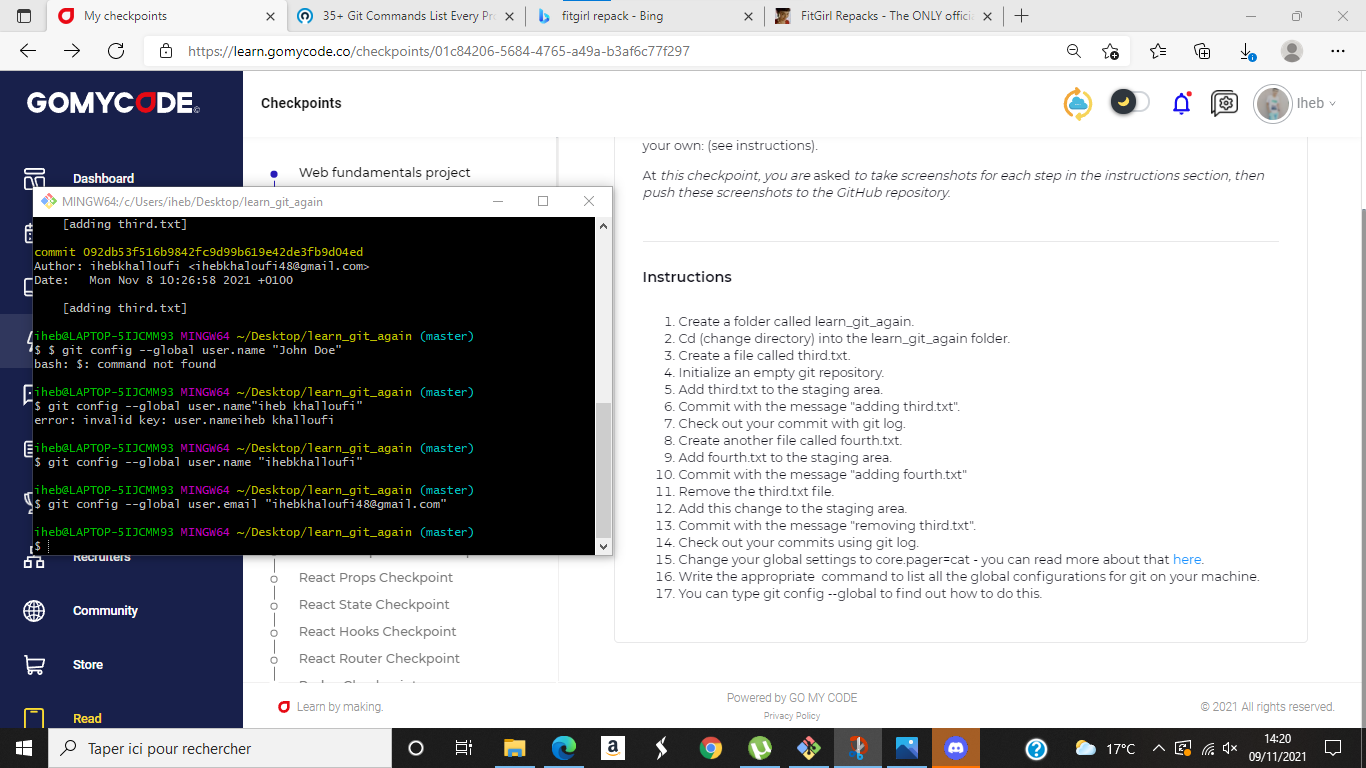 My checkpoints
35+ Git Commands List Every Pr
fitgirl repack - Bing
FitGirl Repacks - The ONLY offici
https://learn.gomycode.co/checkpoints/01c84206-5684-4765-a49a-b3af6c77f297
GOMYCODE
Checkpoints
Iheb
Dashboard
Recruiters
Community
Store
Read
Web fundamentals project
MINGW64:/c/Users/iheb/Desktop/learn_git_again
[adding third.txt]
commit 092db53f516b9842fc9d99b619e42de3fb9d04ed
Author: ihebkhalloufi <ihebkhaloufi48@gmail.com>
Date:   Mon Nov 8 10:26:58 2021 +0100
[adding third.txt]
iheb@LAPTOP-5IJCMM93 MINGW64 ~/Desktop/learn_git_again (master)
$ $ git config --global user.name "John Doe"
bash: $: command not found
iheb@LAPTOP-5IJCMM93 MINGW64 ~/Desktop/learn_git_again (master)
$ git config --global user.name"iheb khalloufi"
error: invalid key: user.nameiheb khalloufi
iheb@LAPTOP-5IJCMM93 MINGW64 ~/Desktop/learn_git_again (master)
$ git config --global user.name "ihebkhalloufi"
iheb@LAPTOP-5IJCMM93 MINGW64 ~/Desktop/learn_git_again (master)
$ git config --global user.email "ihebkhaloufi48@gmail.com"
iheb@LAPTOP-5IJCMM93 MINGW64 ~/Desktop/learn_git_again (master)
$
React Props Checkpoint
React State Checkpoint
React Hooks Checkpoint
React Router Checkpoint
your own: (see instructions).
At this checkpoint, you are asked to take screenshots for each step in the instructions section, then
push these screenshots to the GitHub repository.
Instructions
1. Create a folder called learn_git_again.
2. Cd (change directory) into the learn_git_again folder.
3. Create a file called third.txt.
4. Initialize an empty git repository.
5. Add third.txt to the staging area.
6. Commit with the message "adding third.txt".
7. Check out your commit with git log.
8. Create another file called fourth.txt.
9. Add fourth.txt to the staging area.
10. Commit with the message "adding fourth.txt"
11. Remove the third.txt file.
12. Add this change to the staging area.
13. Commit with the message "removing third.txt".
14. Check out your commits using git log.
15. Change your global settings to core.pager=cat - you can read more about that here.
16. Write the appropriate  command to list all the global configurations for git on your machine.
17. You can type git config --global to find out how to do this.
Learn by making.
Powered by GO MY CODE
Privacy Policy
© 2021 All rights reserved.
Taper ici pour rechercher
17°C
14:20
09/11/2021